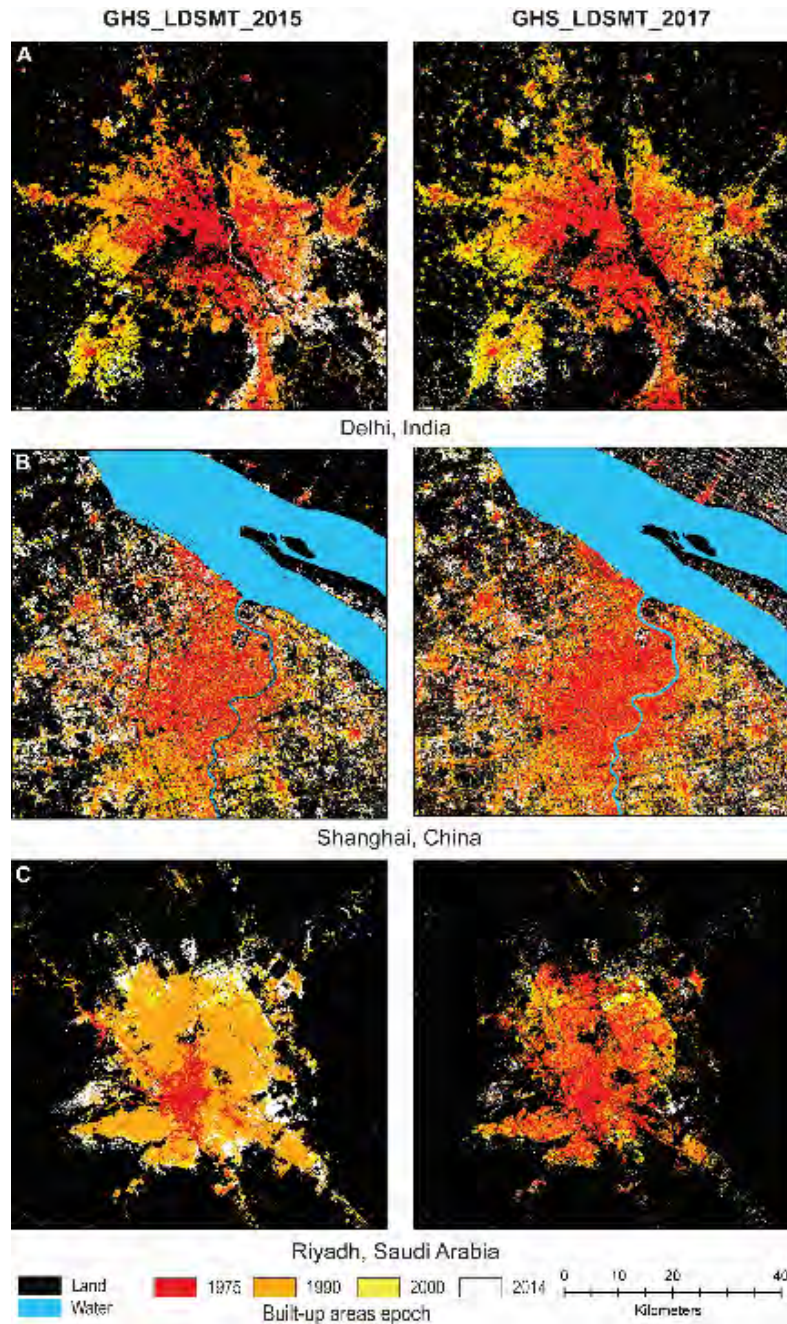 GHS_LDSMT_2015 GHS_LDSMT_2017
A
Delhi, India
B
Shanghai, China
C
Riyadh, Saudi Arabia
Land 1975 1990 2000 2014 0 20 40
Water Built-up areas epoch Kilometers